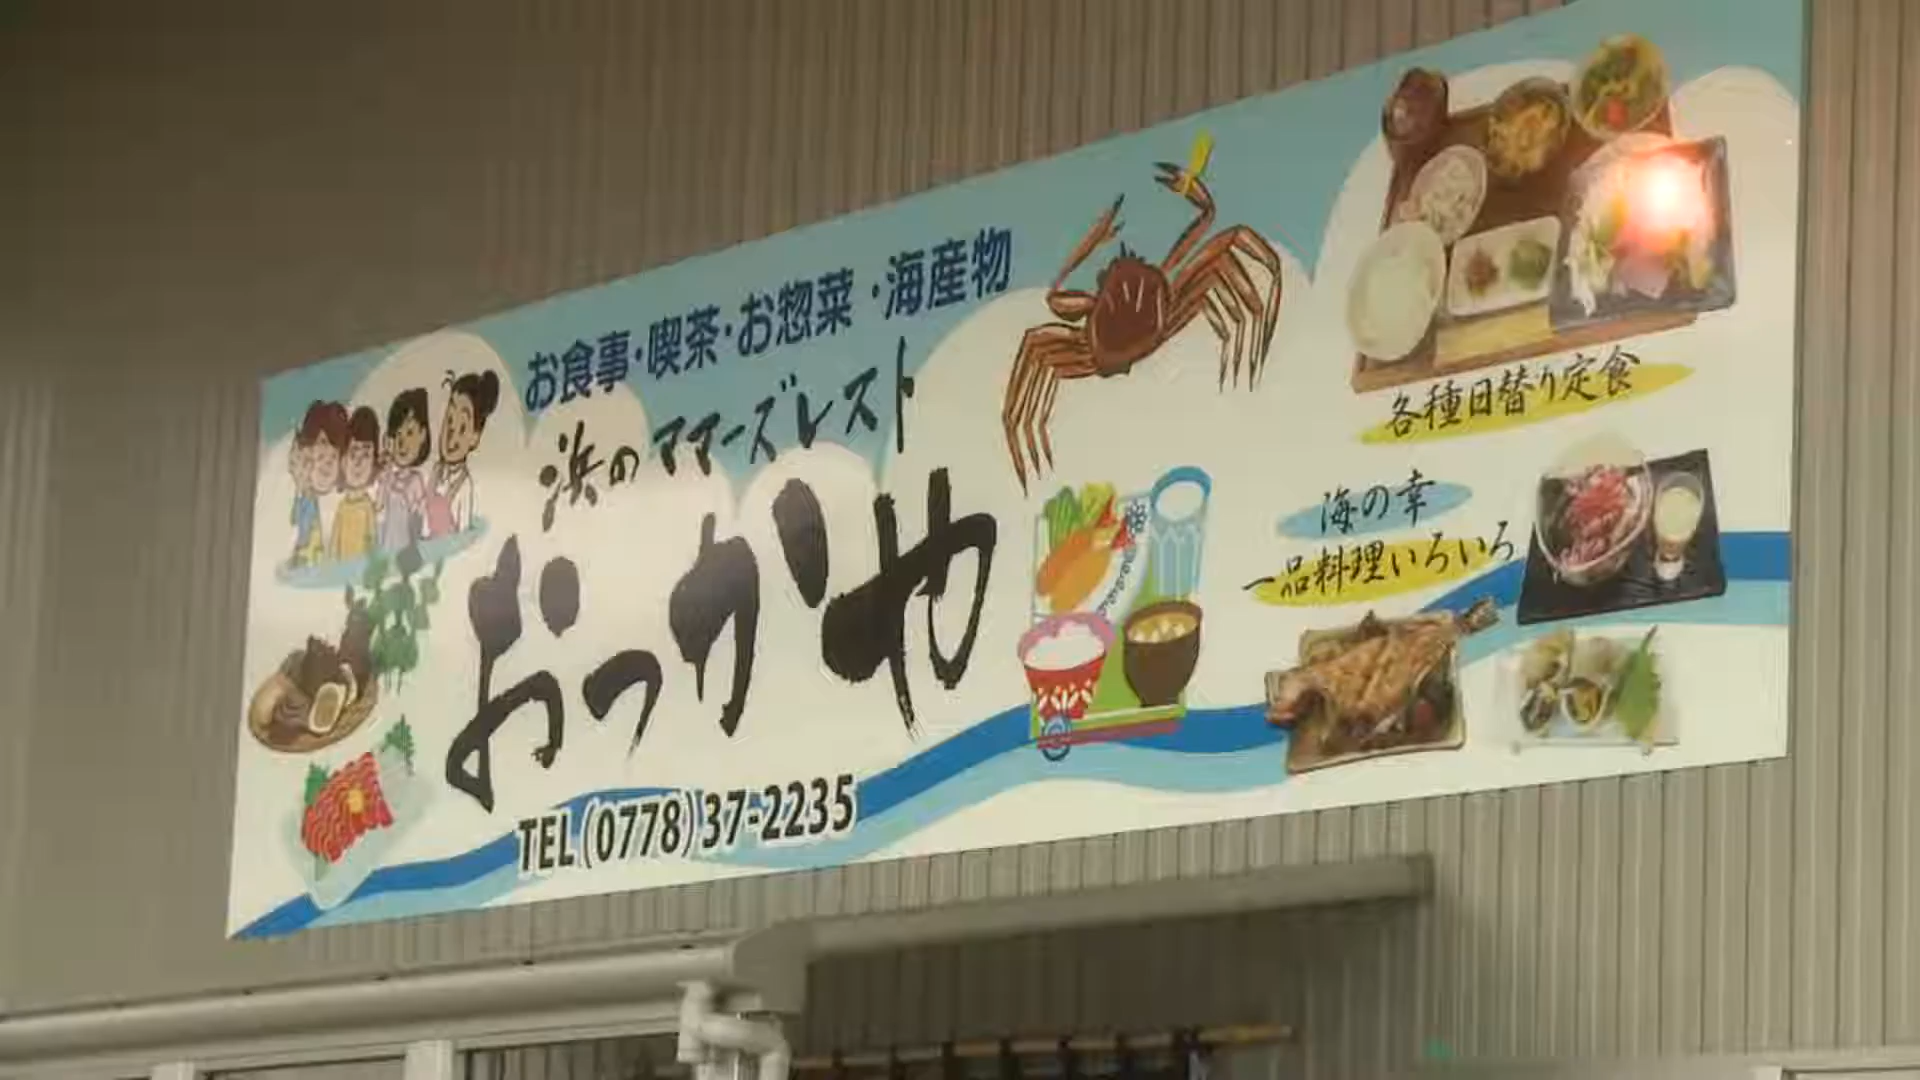 お食事・喫茶・お惣菜・海産物
浜のママーズレスト
おっかや
TEL(0778)37-2235
各種日替り定食
海の幸
一品料理いろいろ